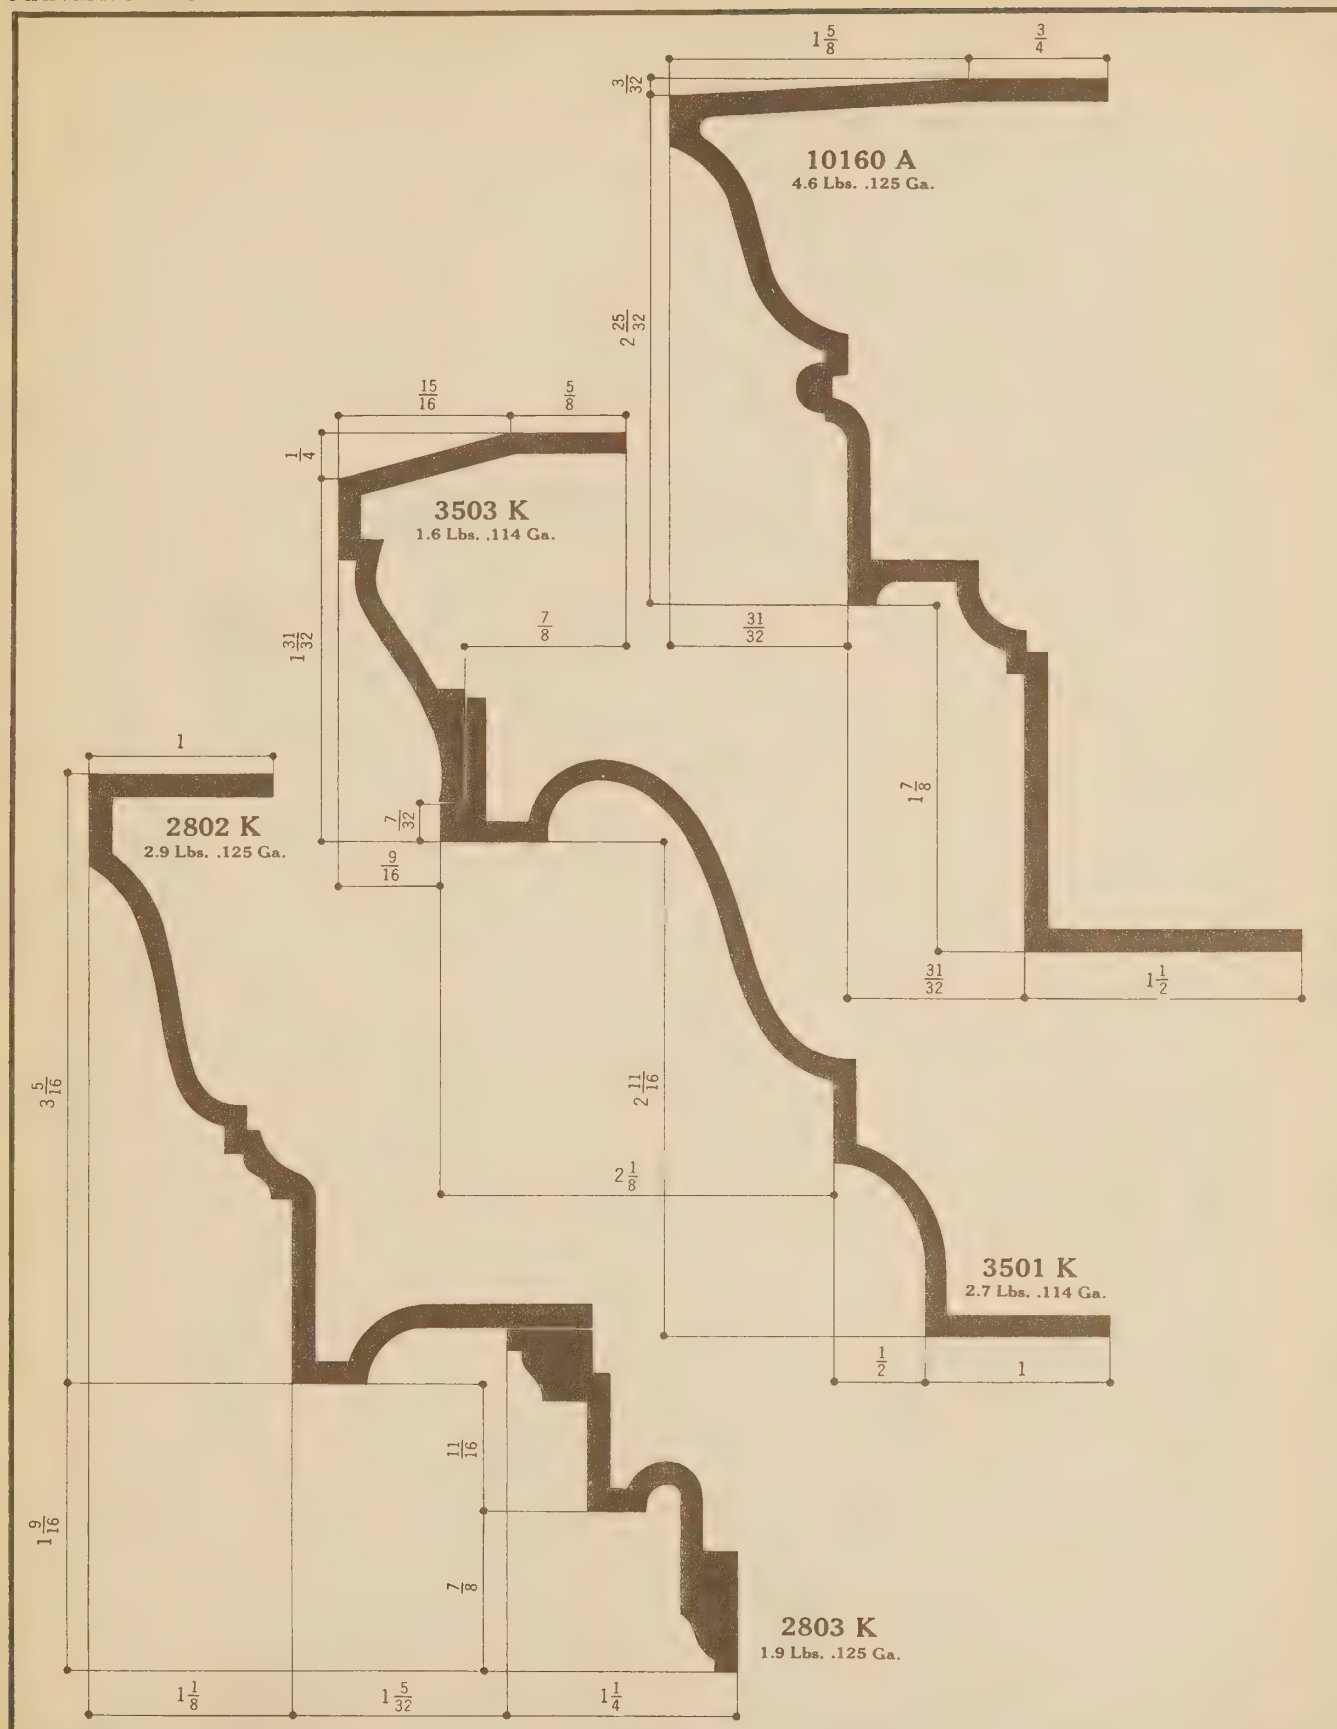 1 5/8
3/4
3/32
10160 A
4.6 Lbs. .125 Ga.
2 25/32
15/16
5/8
1/4
3503 K
1.6 Lbs. .114 Ga.
7/8
31/32
1 31/32
1
7/32
1 7/8
2802 K
2.9 Lbs. .125 Ga.
9/16
31/32
1 1/2
3 5/16
2 11/16
2 1/8
3501 K
2.7 Lbs. .114 Ga.
1/2
1
11/16
1 9/16
7/8
2803 K
1.9 Lbs. .125 Ga.
1 1/8
1 5/32
1 1/4